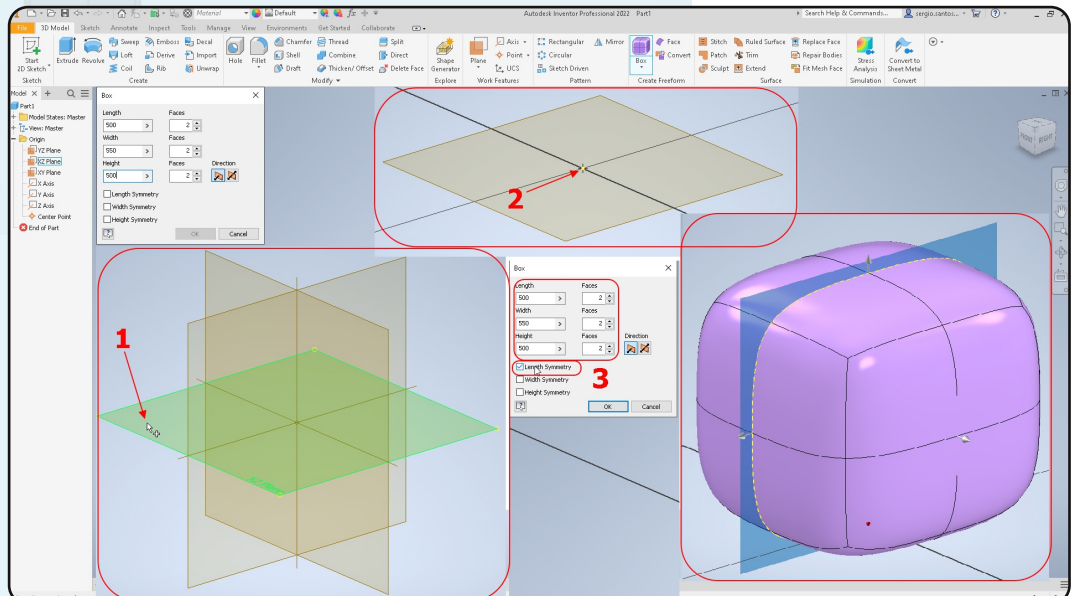 Material
Default
Autodesk Inventor Professional 2022 Part1
Search Help & Commands...
sergio.rantos...
File 3D Model Sketch Annotate Inspect Tools Manage View Environments Get Started Collaborate
Start
2D Sketch
Extrude Revolve
Sweep Emboss Decal
Loft Derive Import
Coil Rib Unwrap
Hole Fillet
Chamfer Thread Split
Shell Combine Direct
Draft Thicken/ Offset Delete Face
Shape
Generator
Plane
Axis
Point
UCS
Rectangular Mirror
Circular
Sketch Driven
Box
Face
Convert
Stitch Ruled Surface Replace Face
Patch Trim Repair Bodies
Sculpt Extend Fit Mesh Face
Stress
Analysis
Convert to
Sheet Metal
Sketch Create Modify Explore Work Features Pattern Create Freeform Surface Simulation Convert
Model
Part1
Model States: Master
View: Master
Origin
YZ Plane
XZ Plane
XY Plane
X Axis
Y Axis
Z Axis
Center Point
End of Part
Box
Length Faces
500 2
Width Faces
550 2
Height Faces Direction
500 2
Length Symmetry
Width Symmetry
Height Symmetry
OK Cancel
2
FRONT RIGHT
1
Box
Length Faces
500 2
Width Faces
550 2
Height Faces Direction
500 2
Length Symmetry
3
Width Symmetry
Height Symmetry
OK Cancel